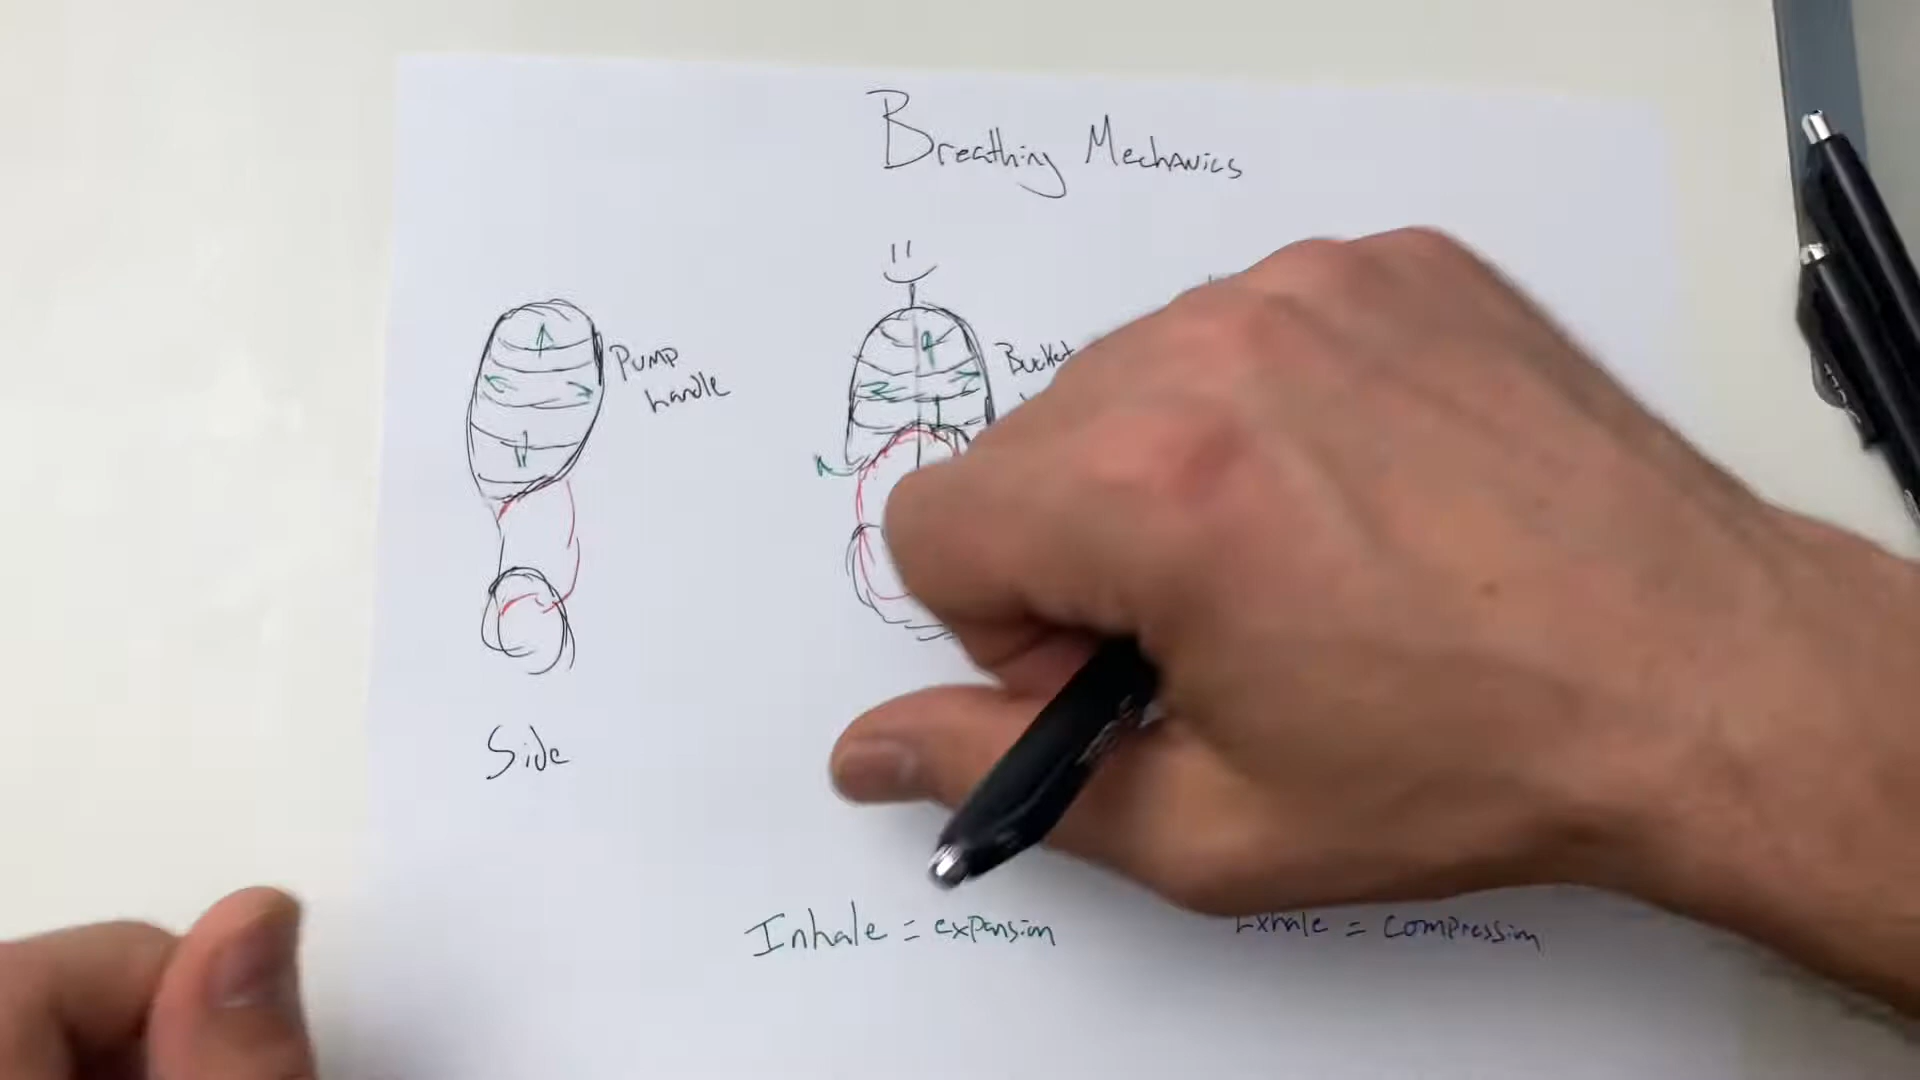 Breathing Mechanics
Pump
handle
Bucket
Side
Inhale = expansion
Exhale = compression